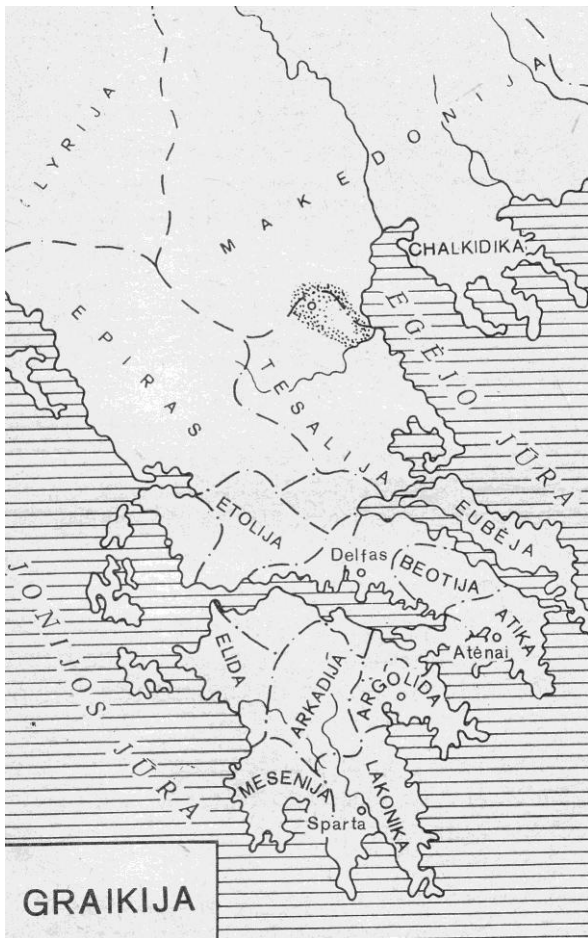 LYRIJA
MAKEDONIJA
CHALKIDIKA
EPIRAS
TESALIJA
EGĖJO JŪRA
ETOLIJA
EUBĖJA
Delfas
BEOTIJA
ATIKA
Atėnai
JONIJOS JŪRA
ELIDA
ARKADIJA
ARGOLIDA
MESENIJA
LAKONIKA
Sparta
GRAIKIJA